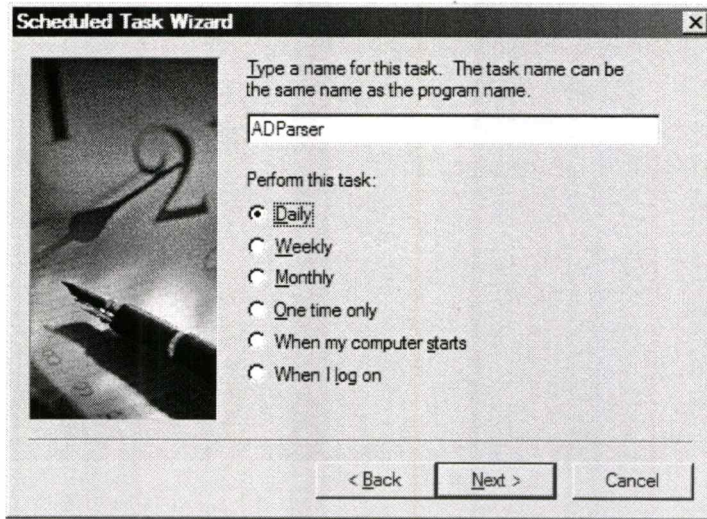 Scheduled Task Wizard
Type a name for this task. The task name can be
the same name as the program name.
ADParser
Perform this task:
Daily
Weekly
Monthly
One time only
When my computer starts
When I log on
< Back
Next >
Cancel